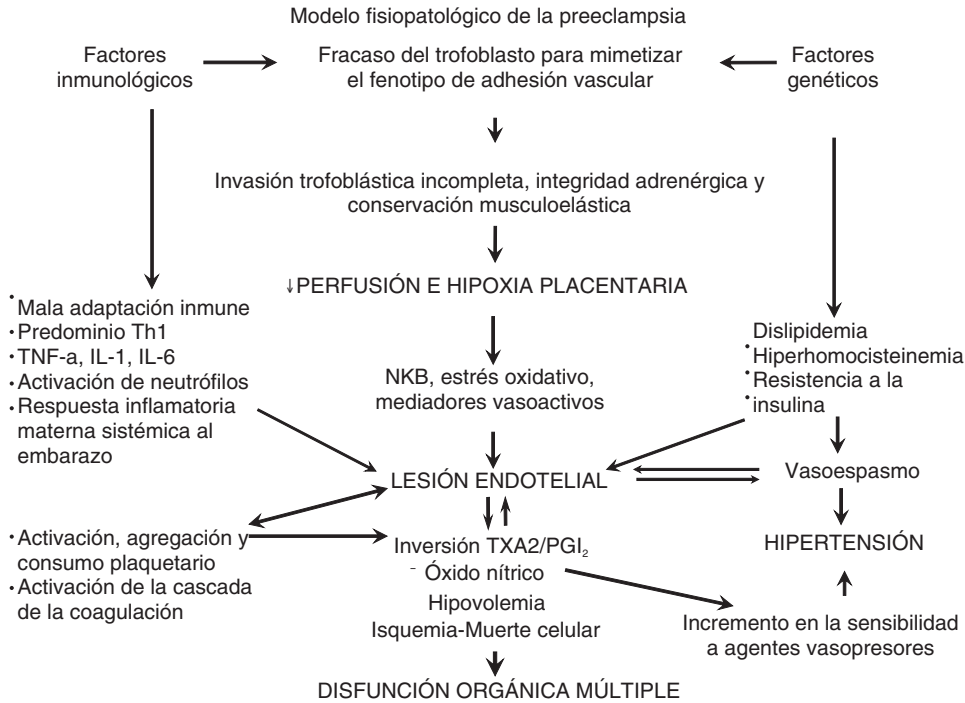 Modelo fisiopatológico de la preeclampsia
Factores
inmunológicos
Fracaso del trofoblasto para mimetizar
el fenotipo de adhesión vascular
Factores
genéticos
Invasión trofoblástica incompleta, integridad adrenérgica y
conservación musculoelástica
↓PERFUSIÓN E HIPOXIA PLACENTARIA
• Mala adaptación inmune
• Predominio Th1
• TNF-a, IL-1, IL-6
• Activación de neutrófilos
• Respuesta inflamatoria
materna sistémica al
embarazo
NKB, estrés oxidativo,
mediadores vasoactivos
Dislipidemia
• Hiperhomocisteinemia
• Resistencia a la
• insulina
LESIÓN ENDOTELIAL
Vasoespasmo
HIPERTENSIÓN
• Activación, agregación y
consumo plaquetario
• Activación de la cascada
de la coagulación
Inversión TXA2/PGI₂
- Óxido nítrico
Hipovolemia
Isquemia-Muerte celular
Incremento en la sensibilidad
a agentes vasopresores
DISFUNCIÓN ORGÁNICA MÚLTIPLE